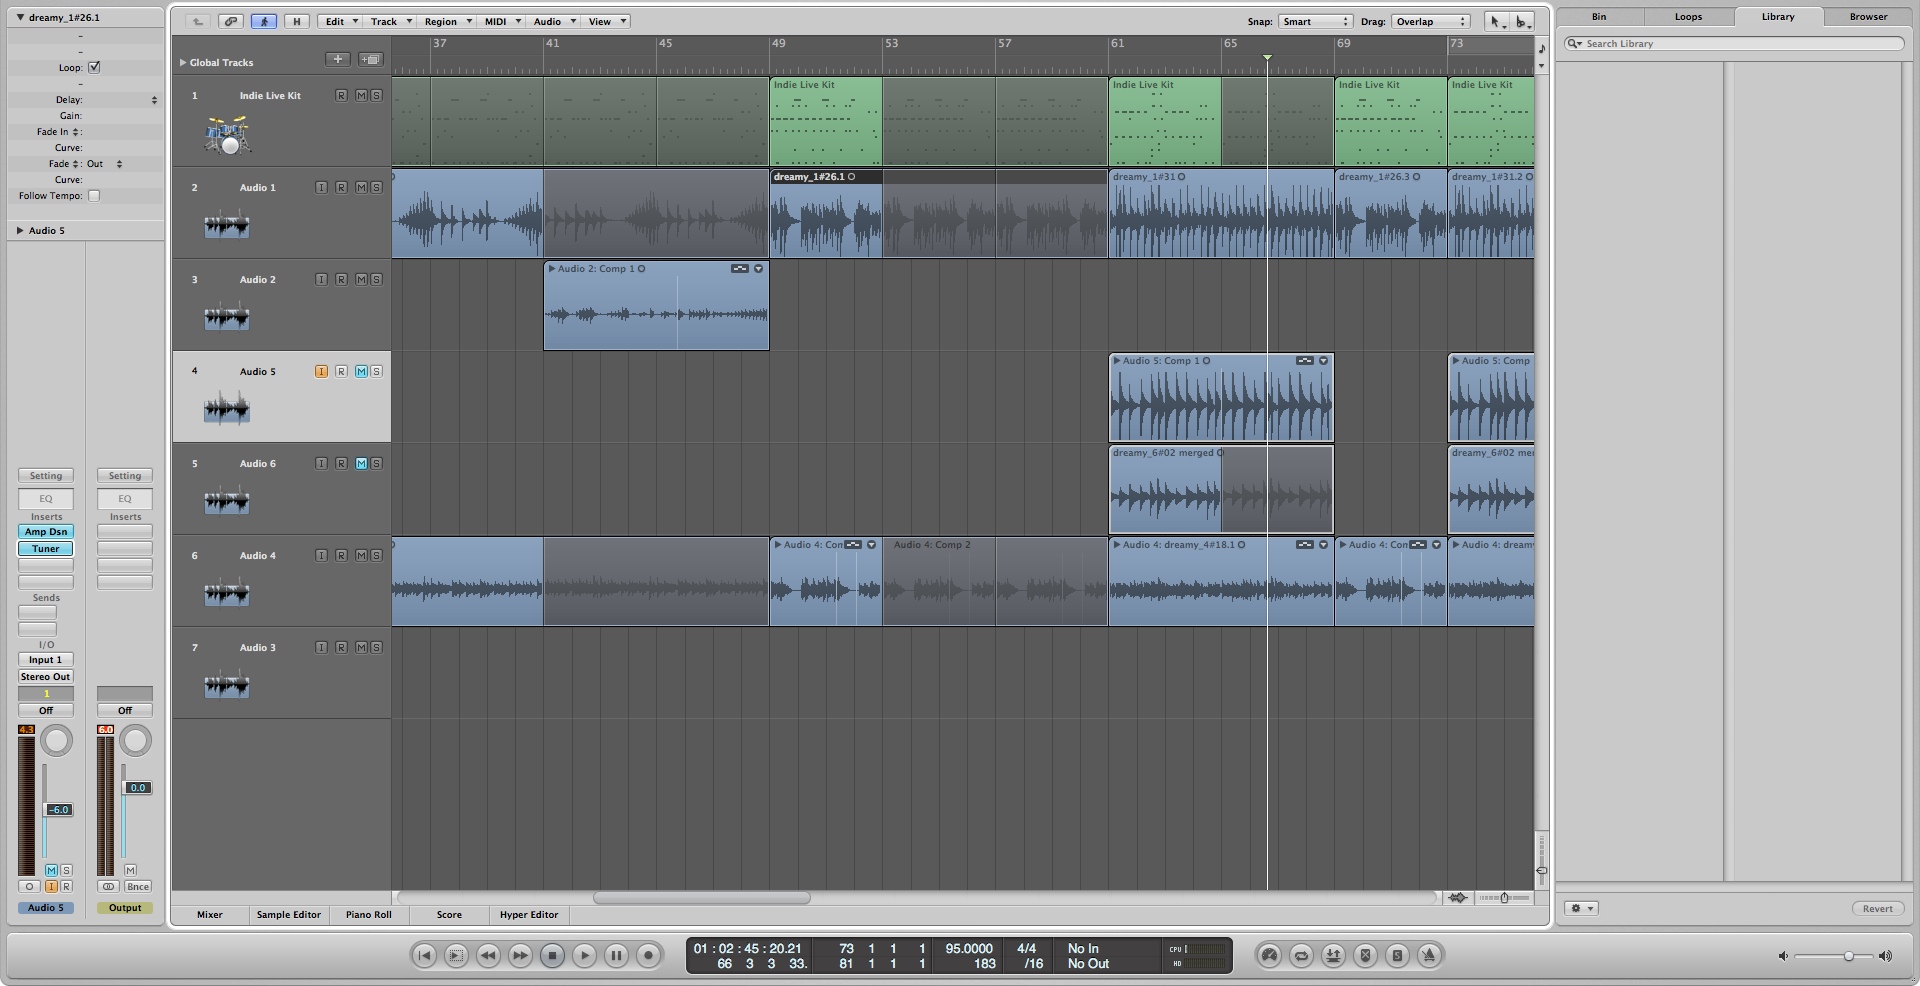 dreamy_1#26.1
Loop:
Delay:
Gain:
Fade In :
Curve:
Fade : Out
Curve:
Follow Tempo:
Audio 5
Setting Setting
EQ EQ
Inserts Inserts
Amp Dsn
Tuner
Sends
I/O
Input 1
Stereo Out
1
Off Off
4.3 6.0
-6.0 0.0
M S M
O I R Bnce
Audio 5 Output
H Edit Track Region MIDI Audio View
Snap: Smart Drag: Overlap
37 41 45 49 53 57 61 65 69 73
Global Tracks
1 Indie Live Kit R M S
Indie Live Kit Indie Live Kit Indie Live Kit Indie Live Kit
2 Audio 1 I R M S
dreamy_1#26.1 dreamy_1#31 dreamy_1#26.3 dreamy_1#31.2
3 Audio 2 I R M S
Audio 2: Comp 1
4 Audio 5 I R M S
Audio 5: Comp 1 Audio 5: Comp
5 Audio 6 I R M S
dreamy_6#02 merged dreamy_6#02 mer
6 Audio 4 I R M S
Audio 4: Con Audio 4: Comp 2 Audio 4: dreamy_4#18.1 Audio 4: Con Audio 4: dream
7 Audio 3 I R M S
Mixer Sample Editor Piano Roll Score Hyper Editor
Bin Loops Library Browser
Search Library
Revert
01 : 02 : 45 : 20.21 73 1 1 1 95.0000 4/4 No In CPU
66 3 3 33. 81 1 1 1 183 /16 No Out HD
S